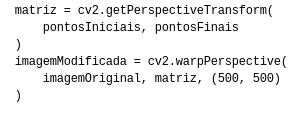 matriz = cv2.getPerspectiveTransform(
    pontosIniciais, pontosFinais
)
imagemModificada = cv2.warpPerspective(
    imagemOriginal, matriz, (500, 500)
)